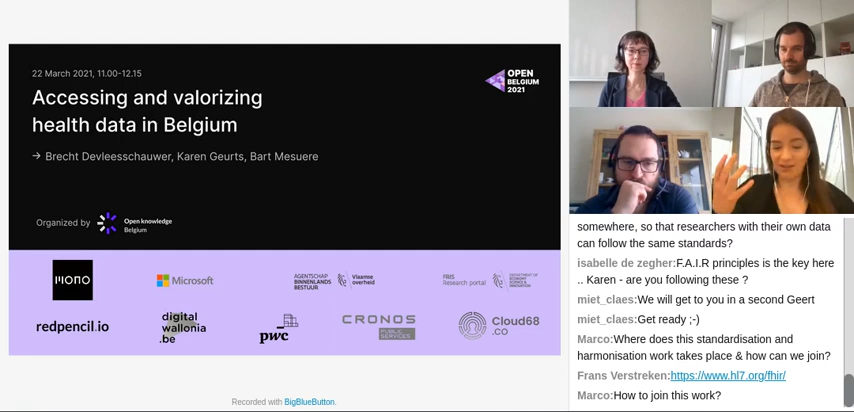 22 March 2021, 11.00-12.15
Accessing and valorizing
health data in Belgium
→ Brecht Devleesschauwer, Karen Geurts, Bart Mesuere
OPEN
BELGIUM
2021
Organized by
Open knowledge
Belgium
MONO
Microsoft
AGENTSCHAP
BINNENLANDS
BESTUUR
Vlaamse
overheid
FRIS
Research portal
DEPARTMENT OF
ECONOMY
SCIENCE &
INNOVATION
redpencil.io
digital
wallonia
.be
pwc
CRONOS
PUBLIC
SERVICES
Cloud68
.CO
Recorded with BigBlueButton.
somewhere, so that researchers with their own data
can follow the same standards?
isabelle de zegher:F.A.I.R principles is the key here
.. Karen - are you following these ?
miet_claes:We will get to you in a second Geert
miet_claes:Get ready ;-)
Marco:Where does this standardisation and
harmonisation work takes place & how can we join?
Frans Verstreken:https://www.hl7.org/fhir/
Marco:How to join this work?